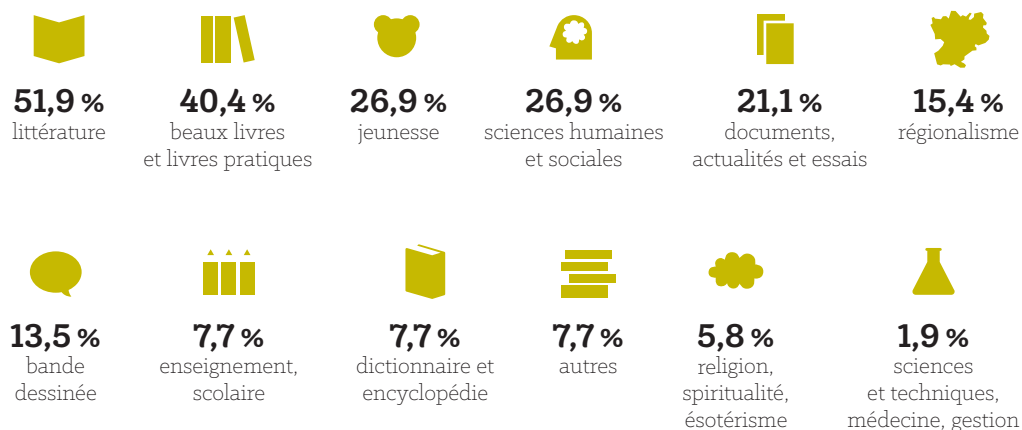 51,9 %
littérature
40,4 %
beaux livres
et livres pratiques
26,9 %
jeunesse
26,9 %
sciences humaines
et sociales
21,1 %
documents,
actualités et essais
15,4 %
régionalisme
13,5 %
bande
dessinée
7,7 %
enseignement,
scolaire
7,7 %
dictionnaire et
encyclopédie
7,7 %
autres
5,8 %
religion,
spiritualité,
ésotérisme
1,9 %
sciences
et techniques,
médecine, gestion